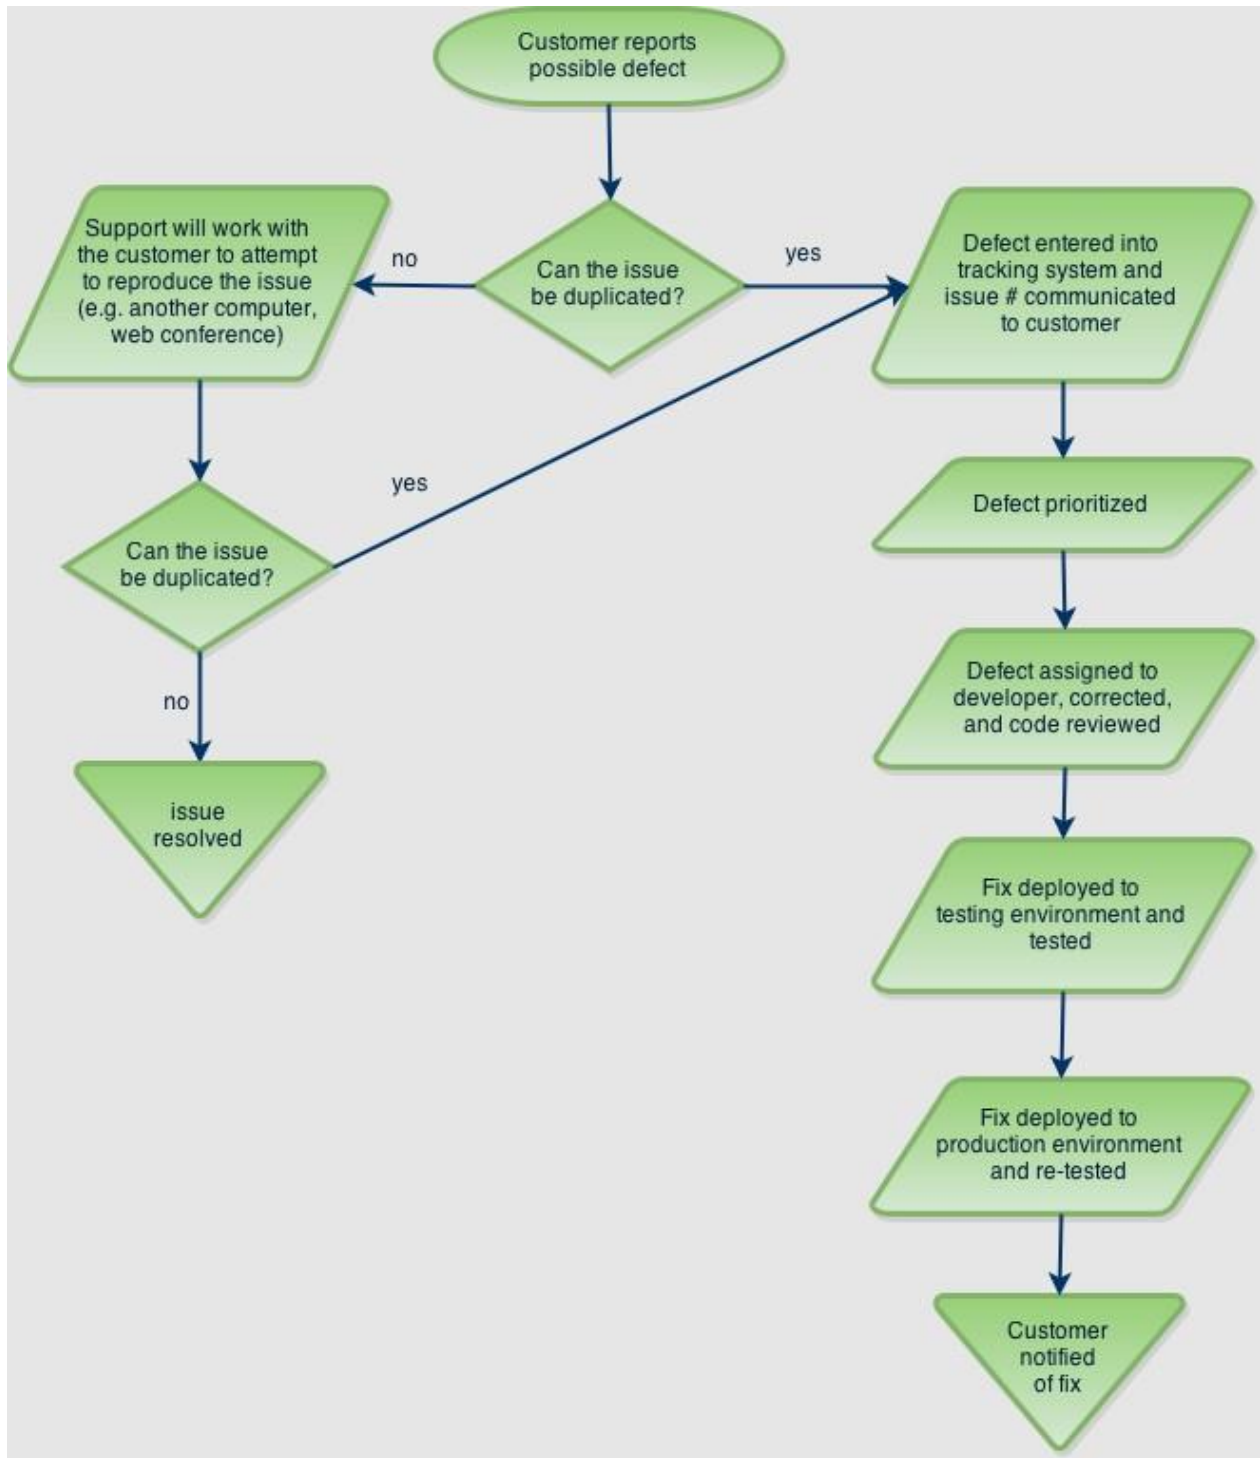 Customer reports
possible defect
Can the issue
be duplicated?
no
yes
Support will work with
the customer to attempt
to reproduce the issue
(e.g. another computer,
web conference)
Defect entered into
tracking system and
issue # communicated
to customer
yes
Can the issue
be duplicated?
no
issue
resolved
Defect prioritized
Defect assigned to
developer, corrected,
and code reviewed
Fix deployed to
testing environment and
tested
Fix deployed to
production environment
and re-tested
Customer
notified
of fix